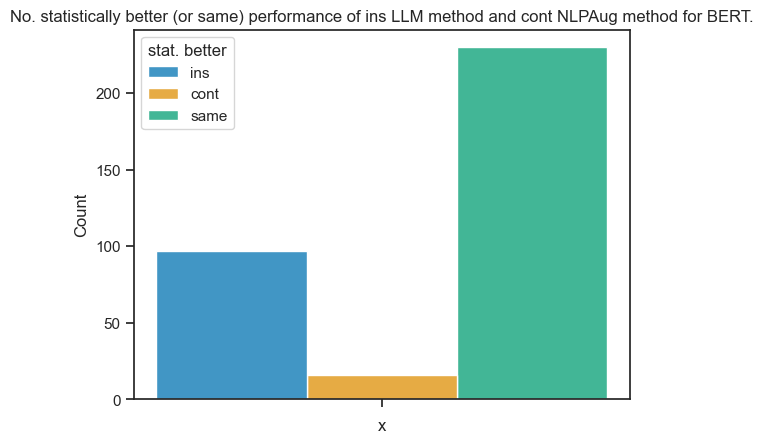 No. statistically better (or same) performance of ins LLM method and cont NLPAug method for BERT.
stat. better
ins
cont
same
Count
200
150
100
50
0
x